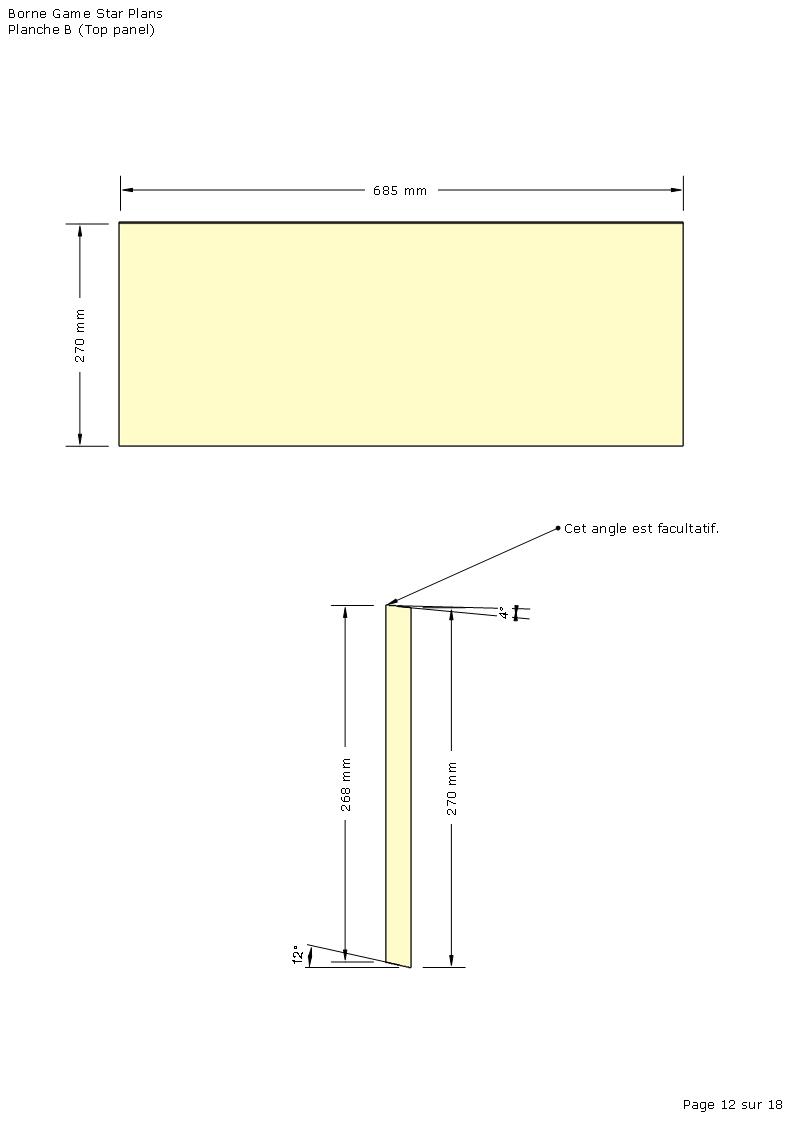 Borne Game Star Plans
Planche B (Top panel)
685 mm
270 mm
Cet angle est facultatif.
4°
268 mm
270 mm
12°
Page 12 sur 18